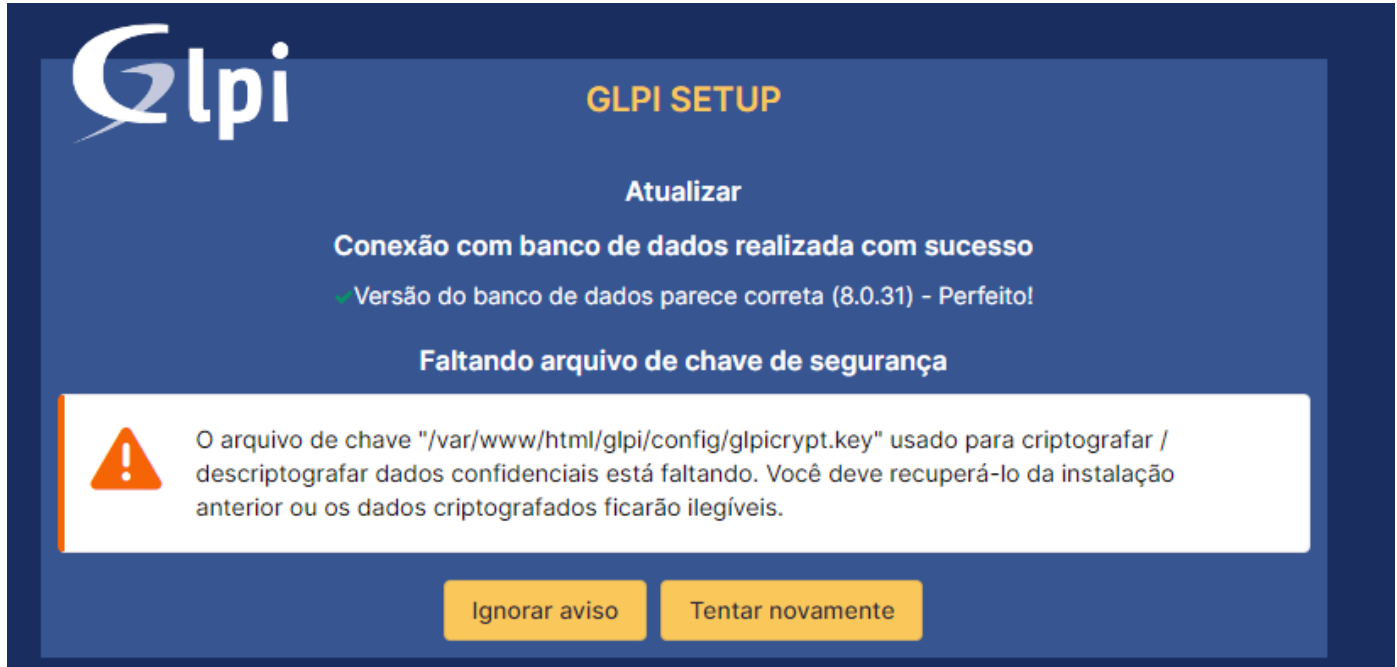 Glpi
GLPI SETUP
Atualizar
Conexão com banco de dados realizada com sucesso
✓Versão do banco de dados parece correta (8.0.31) - Perfeito!
Faltando arquivo de chave de segurança
O arquivo de chave "/var/www/html/glpi/config/glpicrypt.key" usado para criptografar /
descriptografar dados confidenciais está faltando. Você deve recuperá-lo da instalação
anterior ou os dados criptografados ficarão ilegíveis.
Ignorar aviso
Tentar novamente